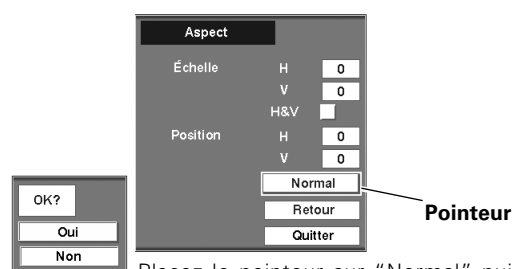 Aspect
Échelle H 0
V 0
H&V
Position H 0
V 0
Normal
Retour
Quitter
Pointeur
OK?
Oui
Non
Placez le pointeur sur "Normal" pui